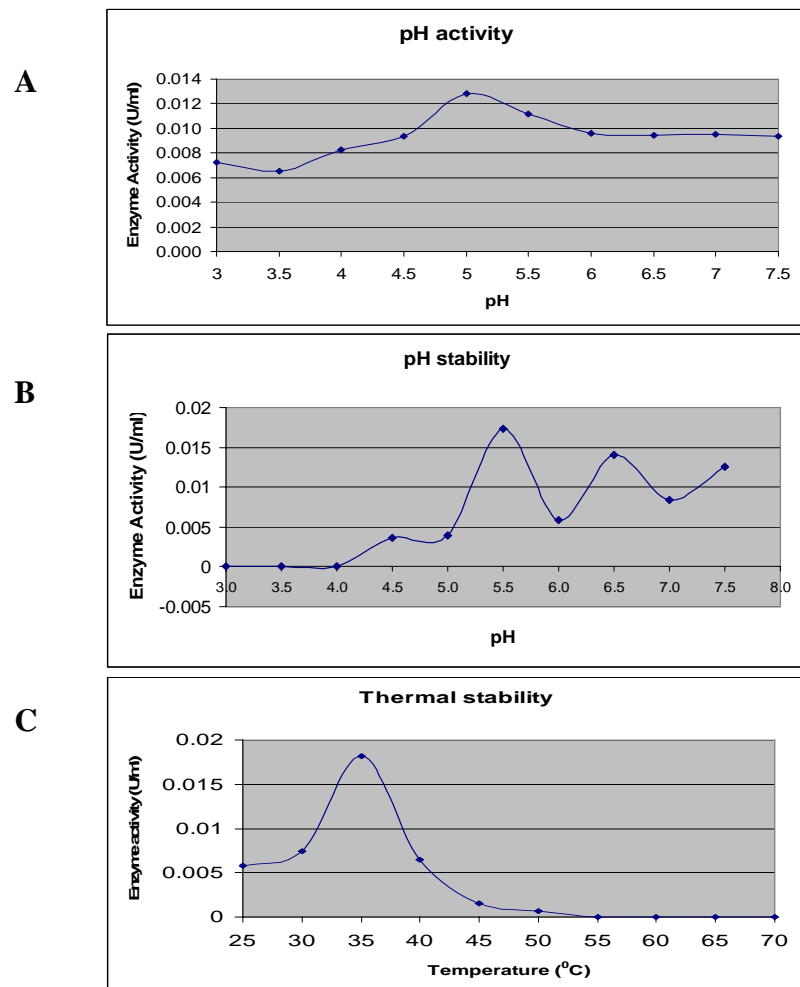 A
pH activity
Enzyme Activity (U/ml)
0.014
0.012
0.010
0.008
0.006
0.004
0.002
0.000
3 3.5 4 4.5 5 5.5 6 6.5 7 7.5
pH
B
pH stability
Enzyme Activity (U/ml)
0.02
0.015
0.01
0.005
0
-0.005
3.0 3.5 4.0 4.5 5.0 5.5 6.0 6.5 7.0 7.5 8.0
pH
C
Thermal stability
Enzyme activity (U/ml)
0.02
0.015
0.01
0.005
0
25 30 35 40 45 50 55 60 65 70
Temperature (⁰C)